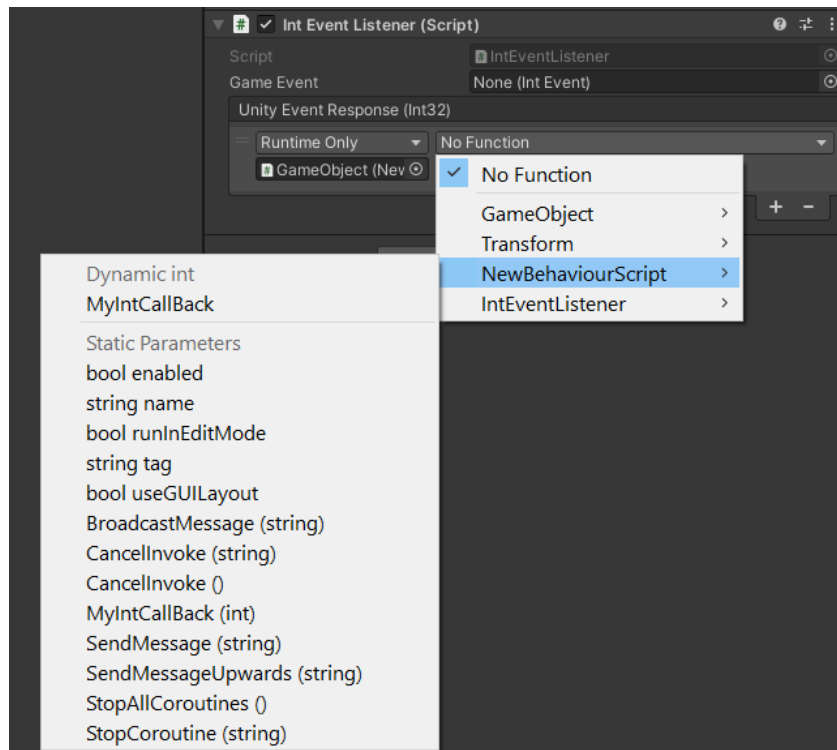 Int Event Listener (Script)
Script
IntEventListener
Game Event
None (Int Event)
Unity Event Response (Int32)
Runtime Only
No Function
GameObject (Nev
No Function
GameObject
Transform
NewBehaviourScript
IntEventListener
Dynamic int
MyIntCallBack
Static Parameters
bool enabled
string name
bool runInEditMode
string tag
bool useGUILayout
BroadcastMessage (string)
CancelInvoke (string)
CancelInvoke ()
MyIntCallBack (int)
SendMessage (string)
SendMessageUpwards (string)
StopAllCoroutines ()
StopCoroutine (string)